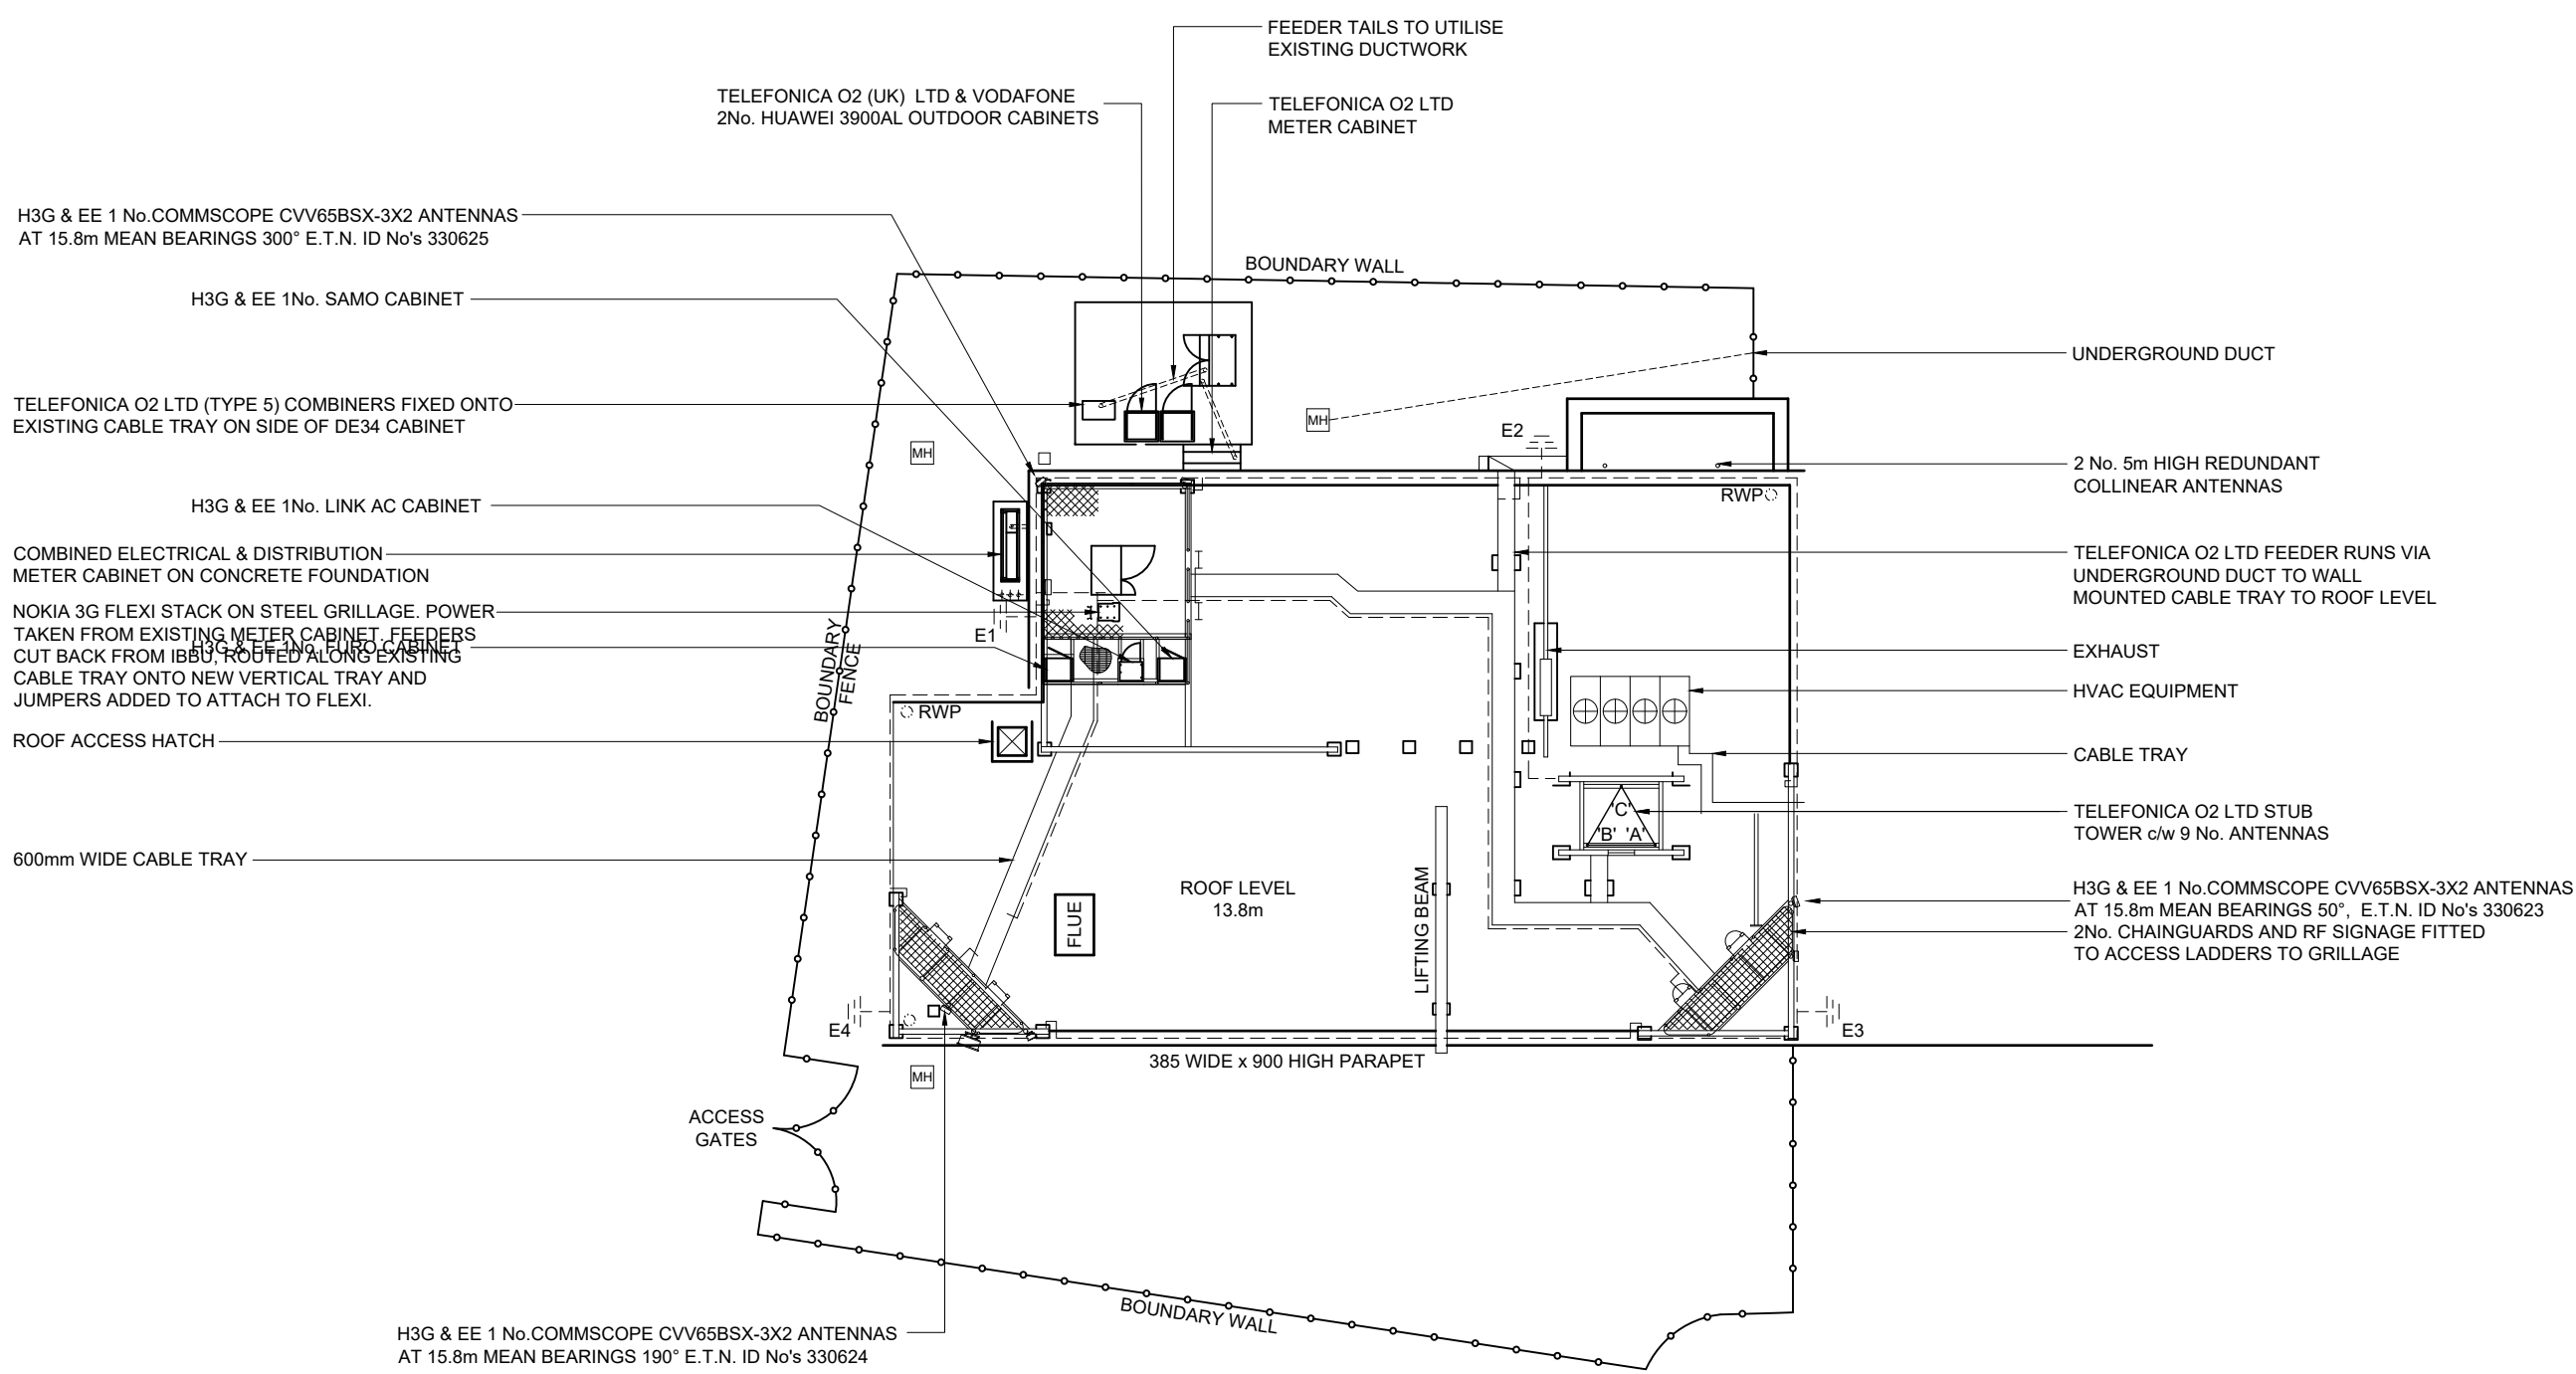 FEEDER TAILS TO UTILISE
EXISTING DUCTWORK
TELEFONICA O2 (UK) LTD & VODAFONE
2No. HUAWEI 3900AL OUTDOOR CABINETS
TELEFONICA O2 LTD
METER CABINET
H3G & EE 1 No.COMMSCOPE CVV65BSX-3X2 ANTENNAS
AT 15.8m MEAN BEARINGS 300° E.T.N. ID No's 330625
H3G & EE 1No. SAMO CABINET
TELEFONICA O2 LTD (TYPE 5) COMBINERS FIXED ONTO
EXISTING CABLE TRAY ON SIDE OF DE34 CABINET
H3G & EE 1No. LINK AC CABINET
COMBINED ELECTRICAL & DISTRIBUTION
METER CABINET ON CONCRETE FOUNDATION
NOKIA 3G FLEXI STACK ON STEEL GRILLAGE. POWER
TAKEN FROM EXISTING METER CABINET. FEEDERS
H3G & EE 1No. FURO CABINET
CUT BACK FROM IBBU, ROUTED ALONG EXISTING
CABLE TRAY ONTO NEW VERTICAL TRAY AND
JUMPERS ADDED TO ATTACH TO FLEXI.
ROOF ACCESS HATCH
600mm WIDE CABLE TRAY
BOUNDARY WALL
BOUNDARY
FENCE
MH
MH
MH
E1
E2
RWP
RWP
'C'
'B' 'A'
FLUE
ROOF LEVEL
13.8m
LIFTING BEAM
E4
E3
385 WIDE x 900 HIGH PARAPET
ACCESS
GATES
BOUNDARY WALL
UNDERGROUND DUCT
2 No. 5m HIGH REDUNDANT
COLLINEAR ANTENNAS
TELEFONICA O2 LTD FEEDER RUNS VIA
UNDERGROUND DUCT TO WALL
MOUNTED CABLE TRAY TO ROOF LEVEL
EXHAUST
HVAC EQUIPMENT
CABLE TRAY
TELEFONICA O2 LTD STUB
TOWER c/w 9 No. ANTENNAS
H3G & EE 1 No.COMMSCOPE CVV65BSX-3X2 ANTENNAS
AT 15.8m MEAN BEARINGS 50°, E.T.N. ID No's 330623
2No. CHAINGUARDS AND RF SIGNAGE FITTED
TO ACCESS LADDERS TO GRILLAGE
H3G & EE 1 No.COMMSCOPE CVV65BSX-3X2 ANTENNAS
AT 15.8m MEAN BEARINGS 190° E.T.N. ID No's 330624